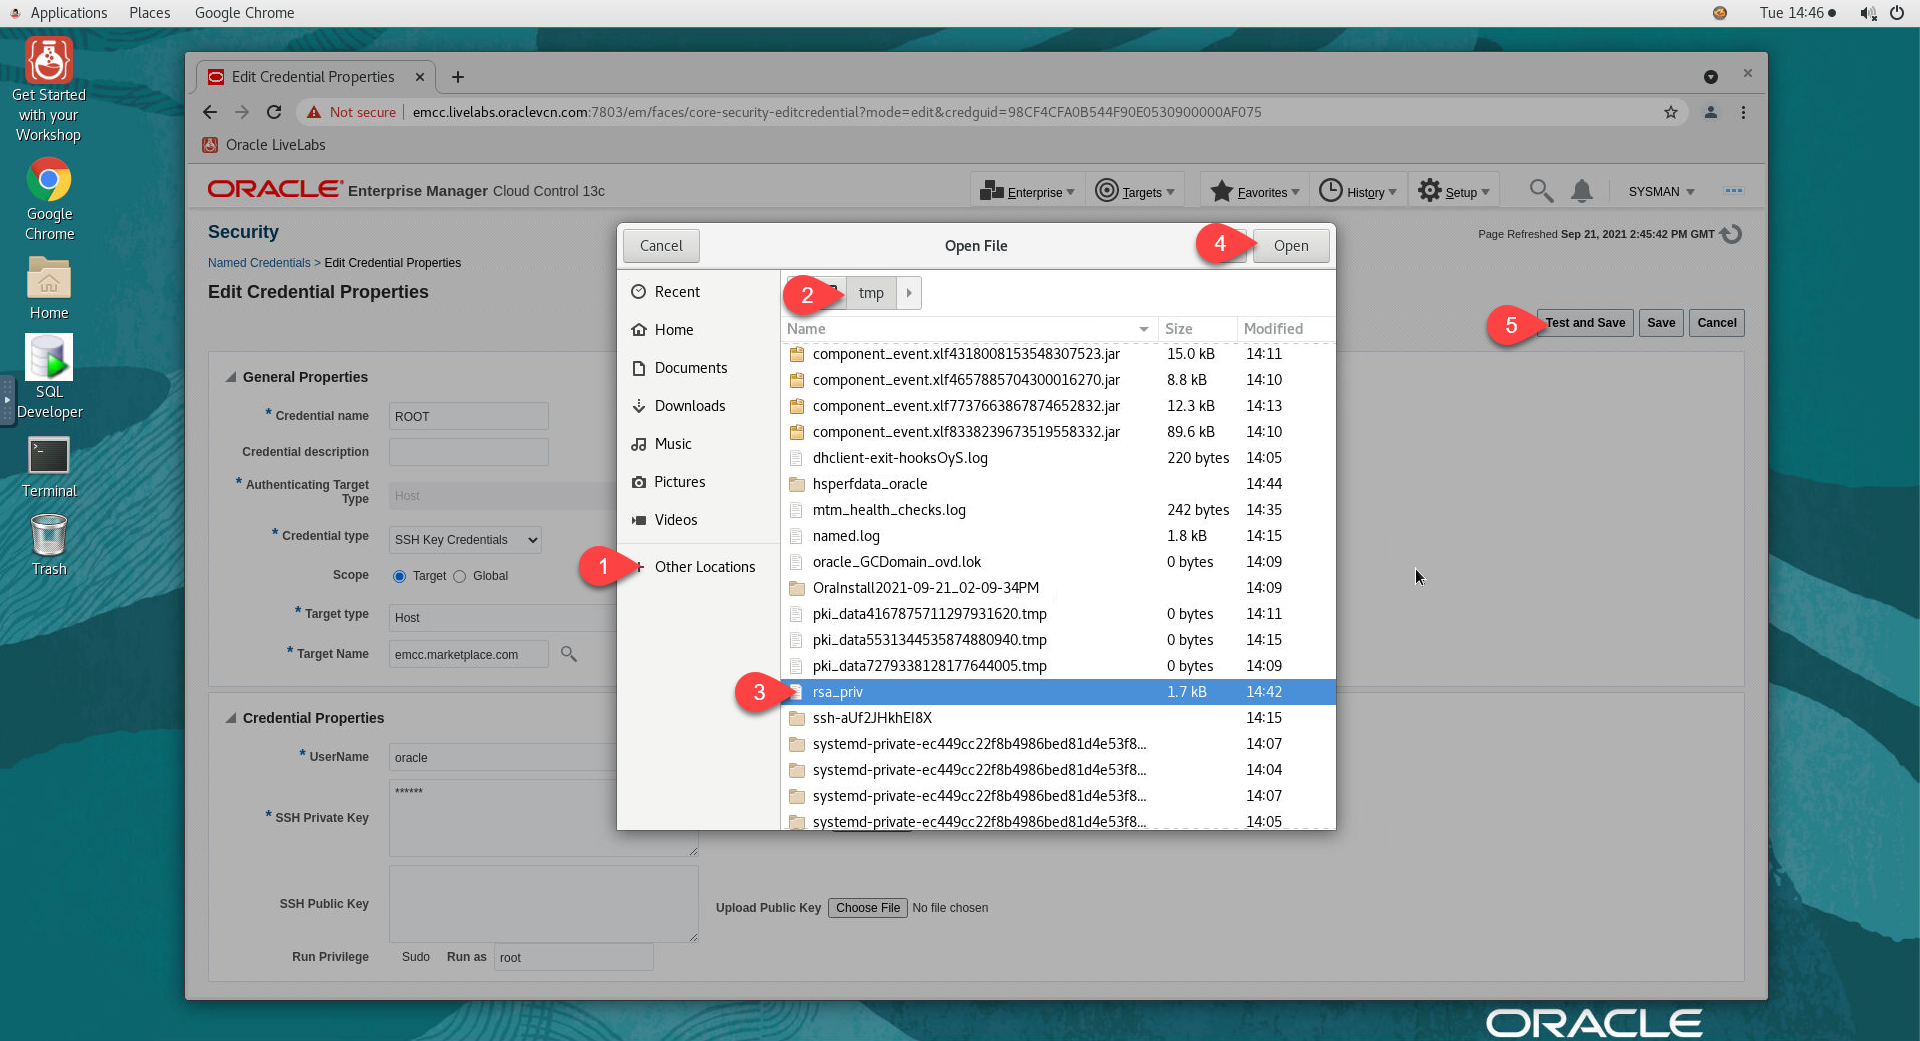 Applications Places Google Chrome Tue 14:46
Get Started
with your
Workshop
Google
Chrome
Home
SQL
Developer
Terminal
Trash
Edit Credential Properties
Not secure emcc.livelabs.oraclevcn.com:7803/em/faces/core-security-editcredential?mode=edit&credguid=98CF4CFA0B544F90E0530900000AF075
Oracle LiveLabs
ORACLE Enterprise Manager Cloud Control 13c Enterprise Targets Favorites History Setup SYSMAN
Security
Page Refreshed Sep 21, 2021 2:45:42 PM GMT
Named Credentials > Edit Credential Properties
Edit Credential Properties
5 Test and Save Save Cancel
General Properties
* Credential name ROOT
Credential description
* Authenticating Target
Type
Host
* Credential type SSH Key Credentials
Scope Target Global
* Target type Host
* Target Name emcc.marketplace.com
Credential Properties
* UserName oracle
* SSH Private Key
******
SSH Public Key
Upload Public Key Choose File No file chosen
Run Privilege Sudo Run as root
Cancel Open File 4 Open
Recent
Home
Documents
Downloads
Music
Pictures
Videos
1 Other Locations
2 tmp
Name Size Modified
component_event.xlf4318008153548307523.jar 15.0 kB 14:11
component_event.xlf4657885704300016270.jar 8.8 kB 14:10
component_event.xlf7737663867874652832.jar 12.3 kB 14:13
component_event.xlf8338239673519558332.jar 89.6 kB 14:10
dhclient-exit-hooksOyS.log 220 bytes 14:05
hsperfdata_oracle 14:44
mtm_health_checks.log 242 bytes 14:35
named.log 1.8 kB 14:15
oracle_GCDomain_ovd.lok 0 bytes 14:09
OraInstall2021-09-21_02-09-34PM 14:09
pki_data4167875711297931620.tmp 0 bytes 14:11
pki_data5531344535874880940.tmp 0 bytes 14:15
pki_data7279338128177644005.tmp 0 bytes 14:09
3 rsa_priv 1.7 kB 14:42
ssh-aUf2JHkhEI8X 14:15
systemd-private-ec449cc22f8b4986bed81d4e53f8... 14:07
systemd-private-ec449cc22f8b4986bed81d4e53f8... 14:04
systemd-private-ec449cc22f8b4986bed81d4e53f8... 14:07
systemd-private-ec449cc22f8b4986bed81d4e53f8... 14:05
ORACLE